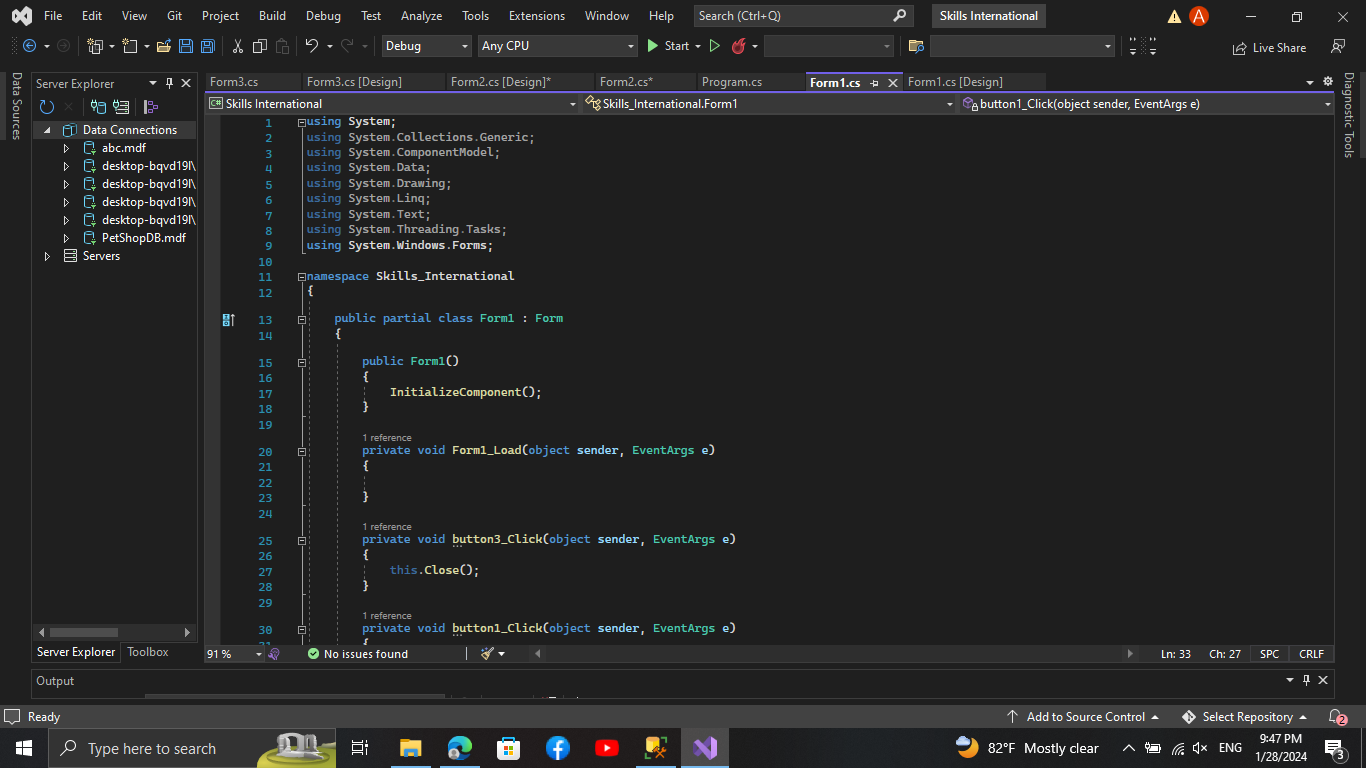 File Edit View Git Project Build Debug Test Analyze Tools Extensions Window Help Search (Ctrl+Q) Skills International
A
Debug Any CPU Start Live Share
Data Sources
Server Explorer
Data Connections
abc.mdf
desktop-bqvd19l\
desktop-bqvd19l\
desktop-bqvd19l\
desktop-bqvd19l\
PetShopDB.mdf
Servers
Server Explorer Toolbox
Form3.cs Form3.cs [Design] Form2.cs [Design]* Form2.cs* Program.cs Form1.cs Form1.cs [Design]
C# Skills International Skills_International.Form1 button1_Click(object sender, EventArgs e)
1 using System;
2 using System.Collections.Generic;
3 using System.ComponentModel;
4 using System.Data;
5 using System.Drawing;
6 using System.Linq;
7 using System.Text;
8 using System.Threading.Tasks;
9 using System.Windows.Forms;
10
11 namespace Skills_International
12 {
13 public partial class Form1 : Form
14 {
15 public Form1()
16 {
17 InitializeComponent();
18 }
19
1 reference
20 private void Form1_Load(object sender, EventArgs e)
21 {
22
23 }
24
1 reference
25 private void button3_Click(object sender, EventArgs e)
26 {
27 this.Close();
28 }
29
1 reference
30 private void button1_Click(object sender, EventArgs e)
31 {
91 % No issues found Ln: 33 Ch: 27 SPC CRLF
Diagnostic Tools
Output
Ready Add to Source Control Select Repository 2
Type here to search 82°F Mostly clear ENG 9:47 PM
1/28/2024 3